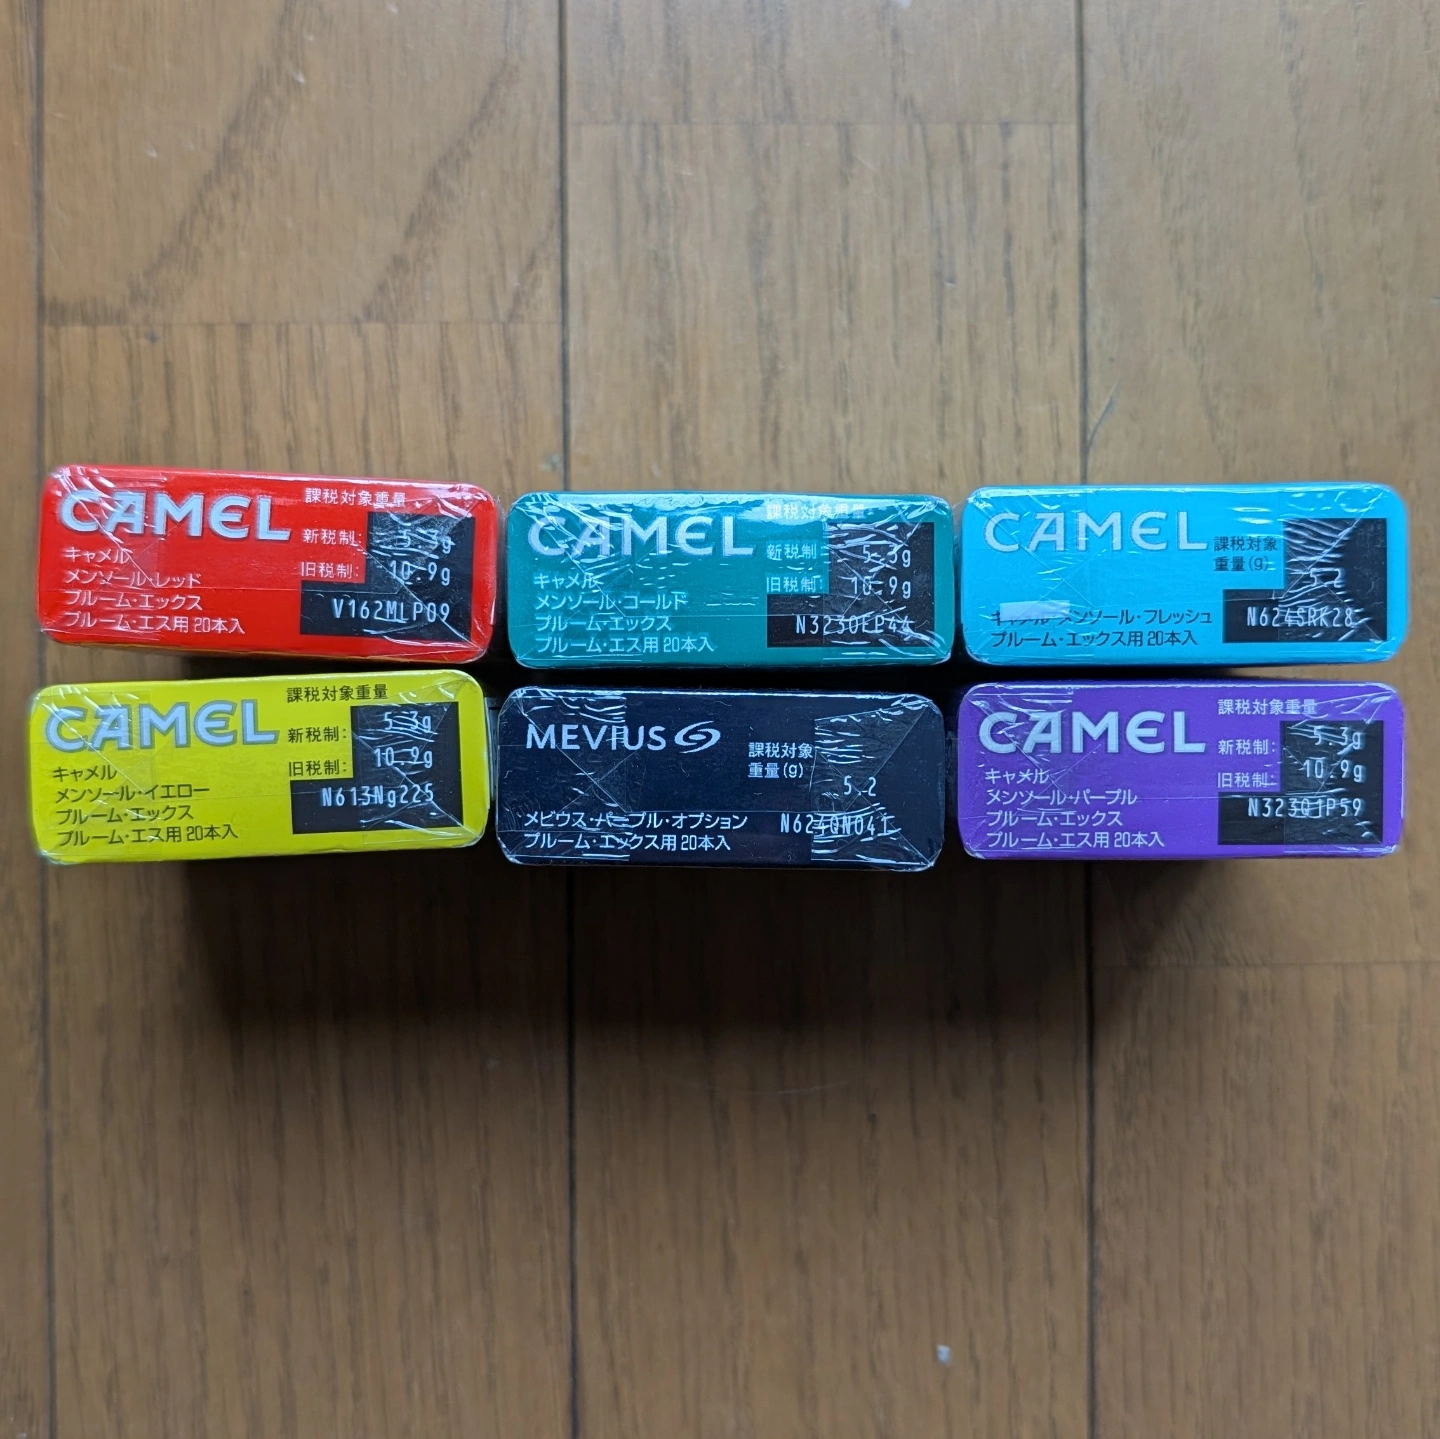 CAMEL
課税対象重量
新税制: 5.3g
旧税制: 10.9g
キャメル
メンソール・レッド
プルーム・エックス
プルーム・エス用 20本入
V162MLP09
CAMEL
課税対象重量
新税制: 5.3g
旧税制: 10.9g
キャメル
メンソール・コールド
プルーム・エックス
プルーム・エス用 20本入
CAMEL
課税対象
重量(g)
5.2
キャメル・メンソール・フレッシュ
プルーム・エックス用 20本入
N624SRK28
CAMEL
課税対象重量
新税制: 5.3g
旧税制: 10.9g
キャメル
メンソール・イエロー
プルーム・エックス
プルーム・エス用 20本入
N613Ng225
MEVIUS
課税対象
重量(g)
5.2
メビウス・パープル・オプション
プルーム・エックス用 20本入
CAMEL
課税対象重量
新税制: 5.3g
旧税制: 10.9g
キャメル
メンソール・パープル
プルーム・エックス
プルーム・エス用 20本入